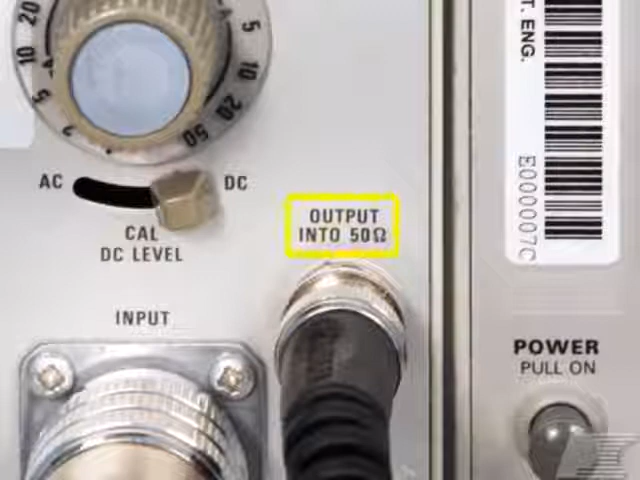 20
10
5
2
5
10
20
50
AC
DC
CAL
DC LEVEL
OUTPUT
INTO 50Ω
INPUT
T. ENG.
E000007C
POWER
PULL ON